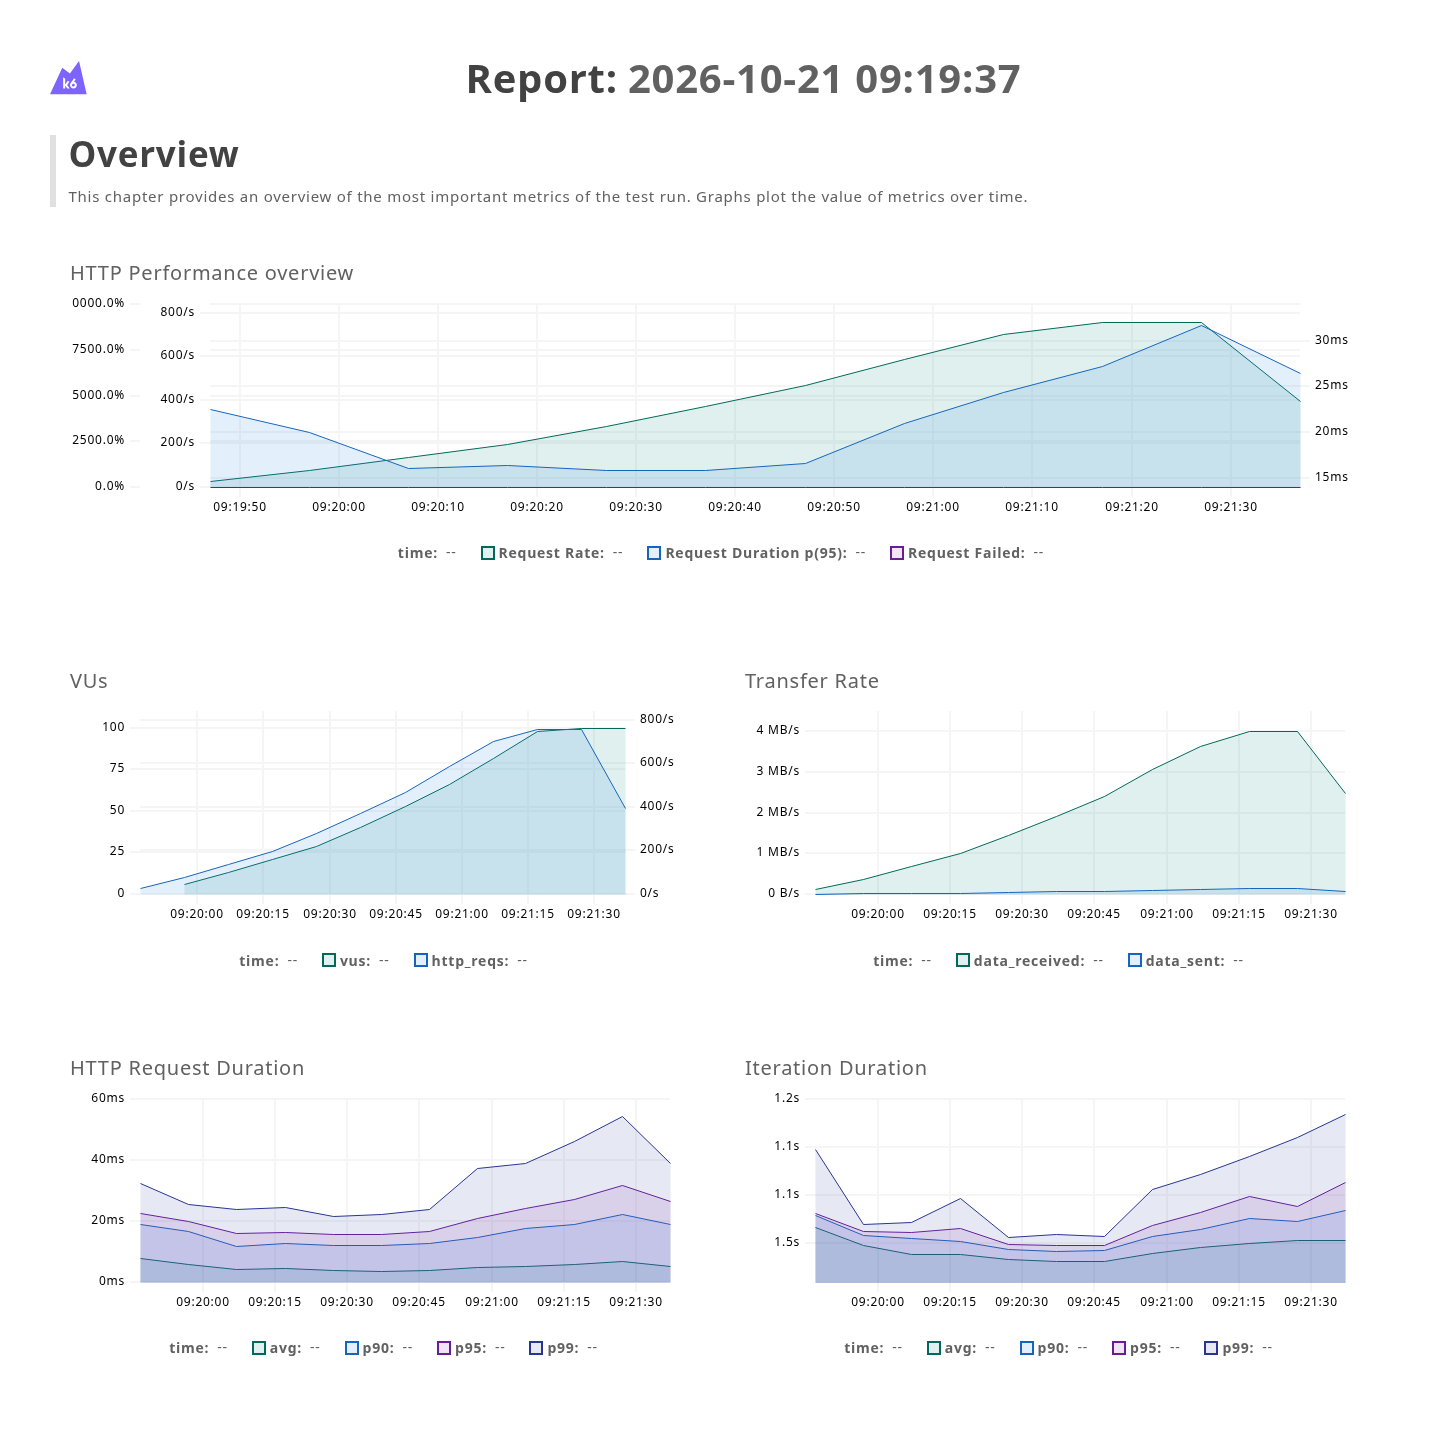 k6
Report: 2026-10-21 09:19:37
Overview
This chapter provides an overview of the most important metrics of the test run. Graphs plot the value of metrics over time.
HTTP Performance overview
0000.0%
7500.0%
5000.0%
2500.0%
0.0%
800/s
600/s
400/s
200/s
0/s
30ms
25ms
20ms
15ms
09:19:50 09:20:00 09:20:10 09:20:20 09:20:30 09:20:40 09:20:50 09:21:00 09:21:10 09:21:20 09:21:30
time: -- Request Rate: -- Request Duration p(95): -- Request Failed: --
VUs
100
75
50
25
0
800/s
600/s
400/s
200/s
0/s
09:20:00 09:20:15 09:20:30 09:20:45 09:21:00 09:21:15 09:21:30
time: -- vus: -- http_reqs: --
Transfer Rate
4 MB/s
3 MB/s
2 MB/s
1 MB/s
0 B/s
09:20:00 09:20:15 09:20:30 09:20:45 09:21:00 09:21:15 09:21:30
time: -- data_received: -- data_sent: --
HTTP Request Duration
60ms
40ms
20ms
0ms
09:20:00 09:20:15 09:20:30 09:20:45 09:21:00 09:21:15 09:21:30
time: -- avg: -- p90: -- p95: -- p99: --
Iteration Duration
1.2s
1.1s
1.1s
1.5s
09:20:00 09:20:15 09:20:30 09:20:45 09:21:00 09:21:15 09:21:30
time: -- avg: -- p90: -- p95: -- p99: --